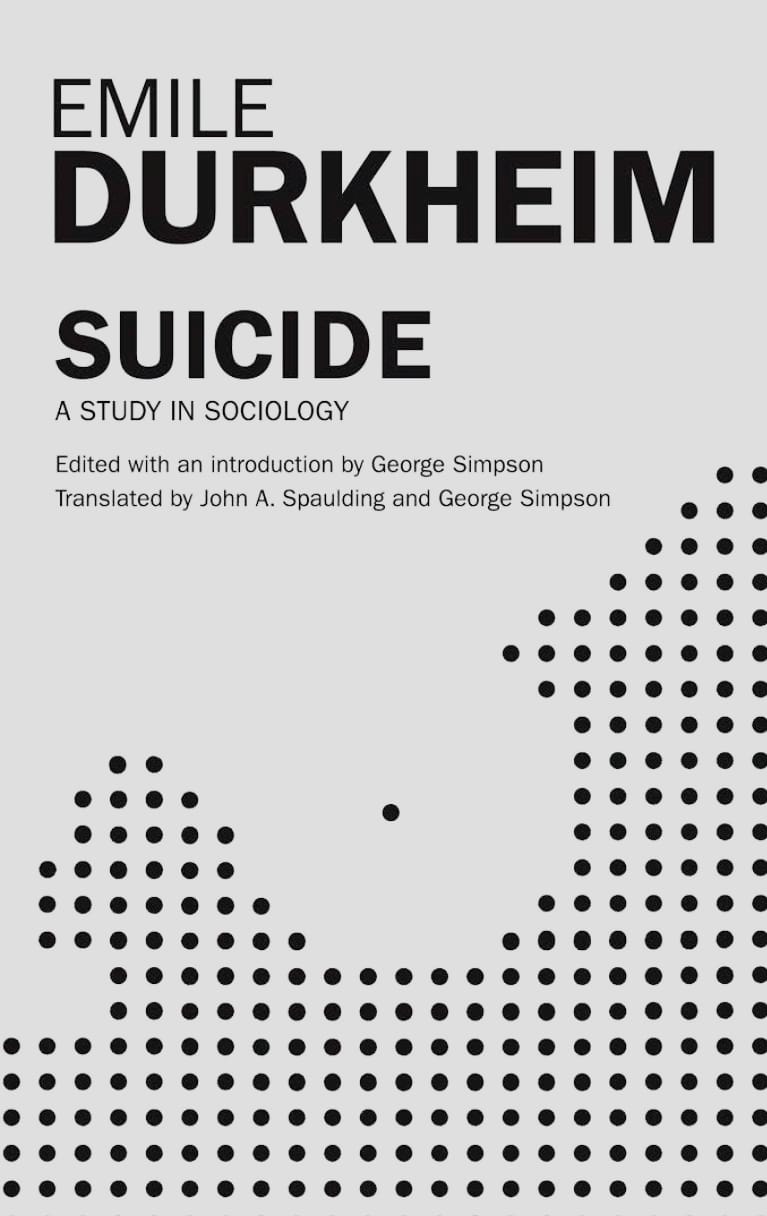 EMILE
DURKHEIM
SUICIDE
A STUDY IN SOCIOLOGY
Edited with an introduction by George Simpson
Translated by John A. Spaulding and George Simpson